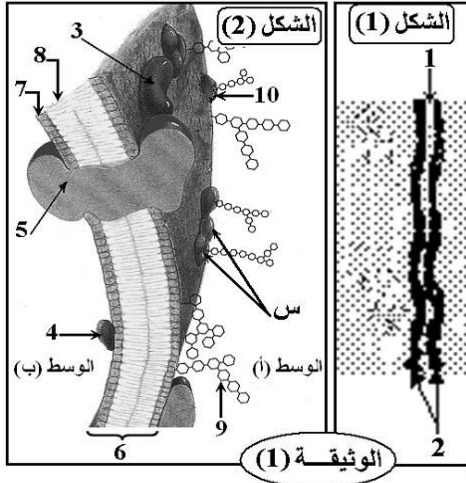 الشكل (1)
1
2
الشكل (2)
8
3
7
10
5
س
4
الوسط (ب)
الوسط (أ)
9
6
الوثيقة (1)